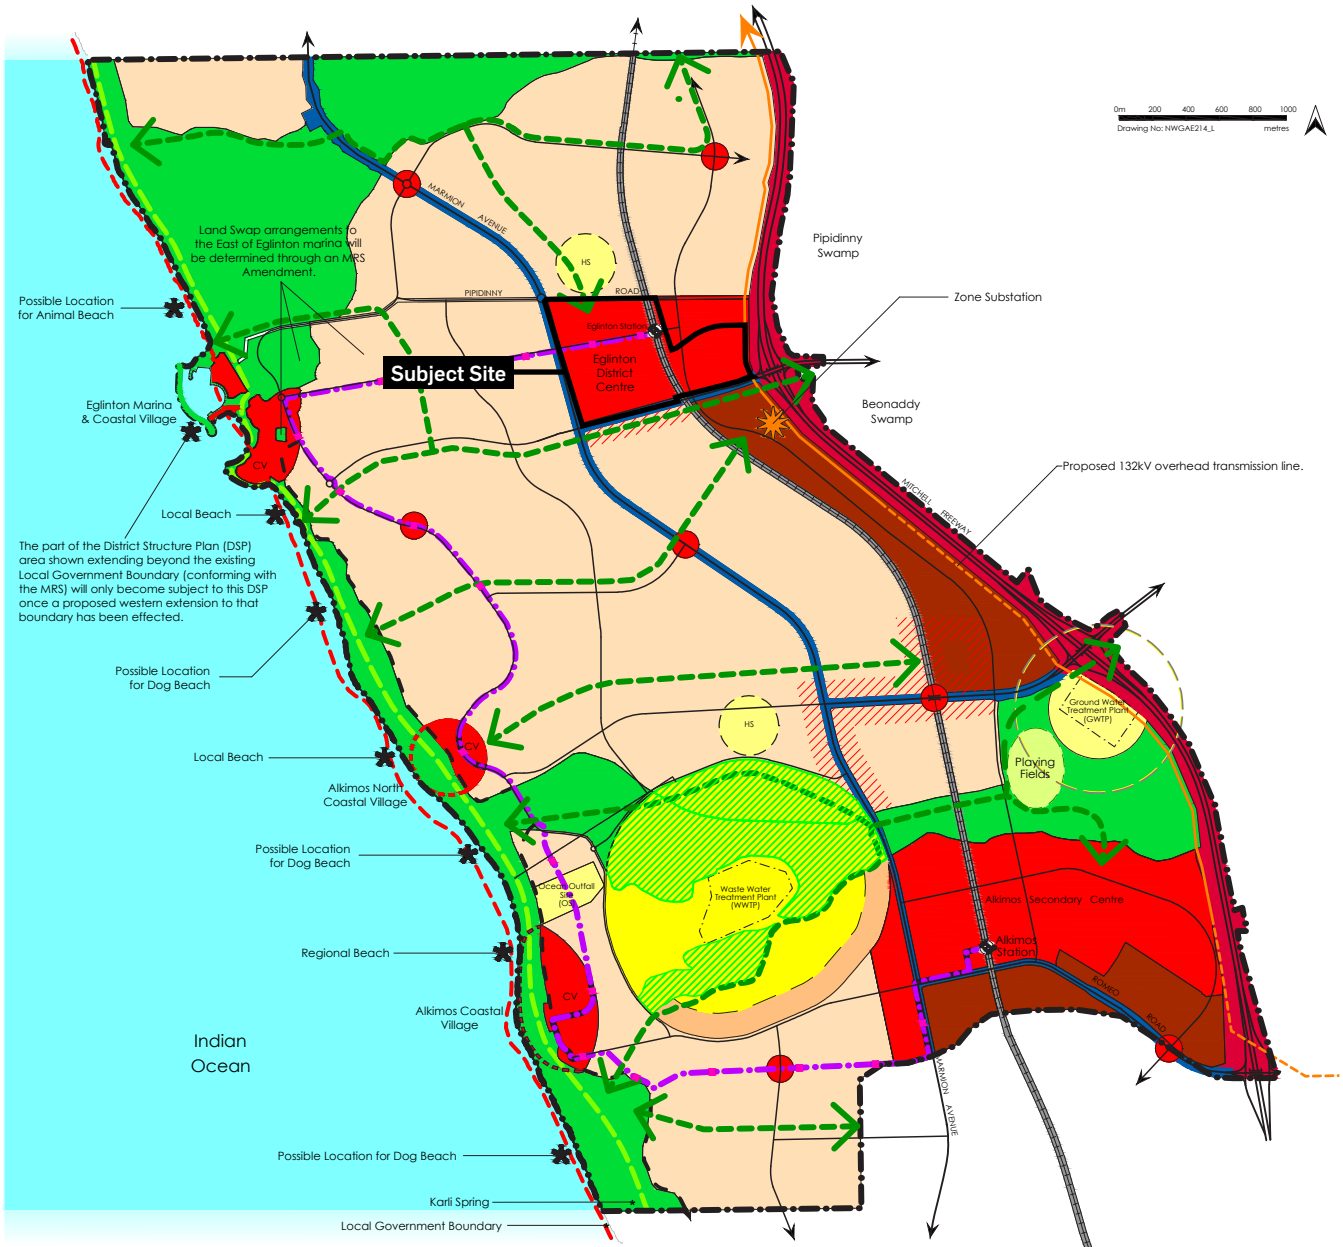 0m 200 400 600 800 1000
Drawing No: NWGAE214_L metres
MARMION AVENUE
Land Swap arrangements to
the East of Eglinton marina will
be determined through an MRS
Amendment.
Pipidinny
Swamp
HS
PIPIDINNY ROAD
Zone Substation
Possible Location
for Animal Beach
Eglinton Station
Eglinton
District
Centre
Subject Site
Eglinton Marina
& Coastal Village
Beonaddy
Swamp
CV
Proposed 132kV overhead transmission line.
MITCHELL FREEWAY
Local Beach
The part of the District Structure Plan (DSP)
area shown extending beyond the existing
Local Government Boundary (conforming with
the MRS) will only become subject to this DSP
once a proposed western extension to that
boundary has been effected.
Possible Location
for Dog Beach
Ground Water
Treatment Plant
(GWTP)
HS
CV
Local Beach
Playing
Fields
Alkimos North
Coastal Village
Possible Location
for Dog Beach
Ocean Outfall
Site
(OS)
Waste Water
Treatment Plant
(WWTP)
Alkimos Secondary Centre
Alkimos
Station
Regional Beach
CV
ROMEO ROAD
Alkimos Coastal
Village
Indian
Ocean
MARMION AVENUE
Possible Location for Dog Beach
Karli Spring
Local Government Boundary